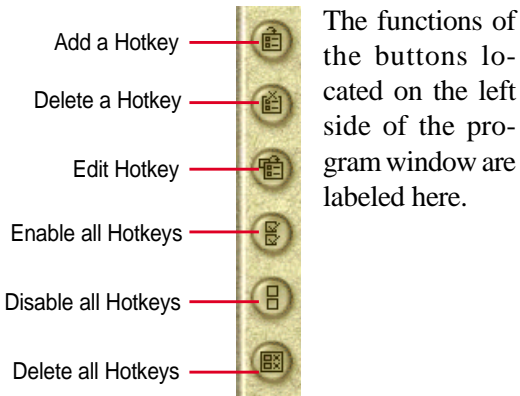 Add a Hotkey
Delete a Hotkey
Edit Hotkey
Enable all Hotkeys
Disable all Hotkeys
Delete all Hotkeys
The functions of
the buttons lo-
cated on the left
side of the pro-
gram window are
labeled here.